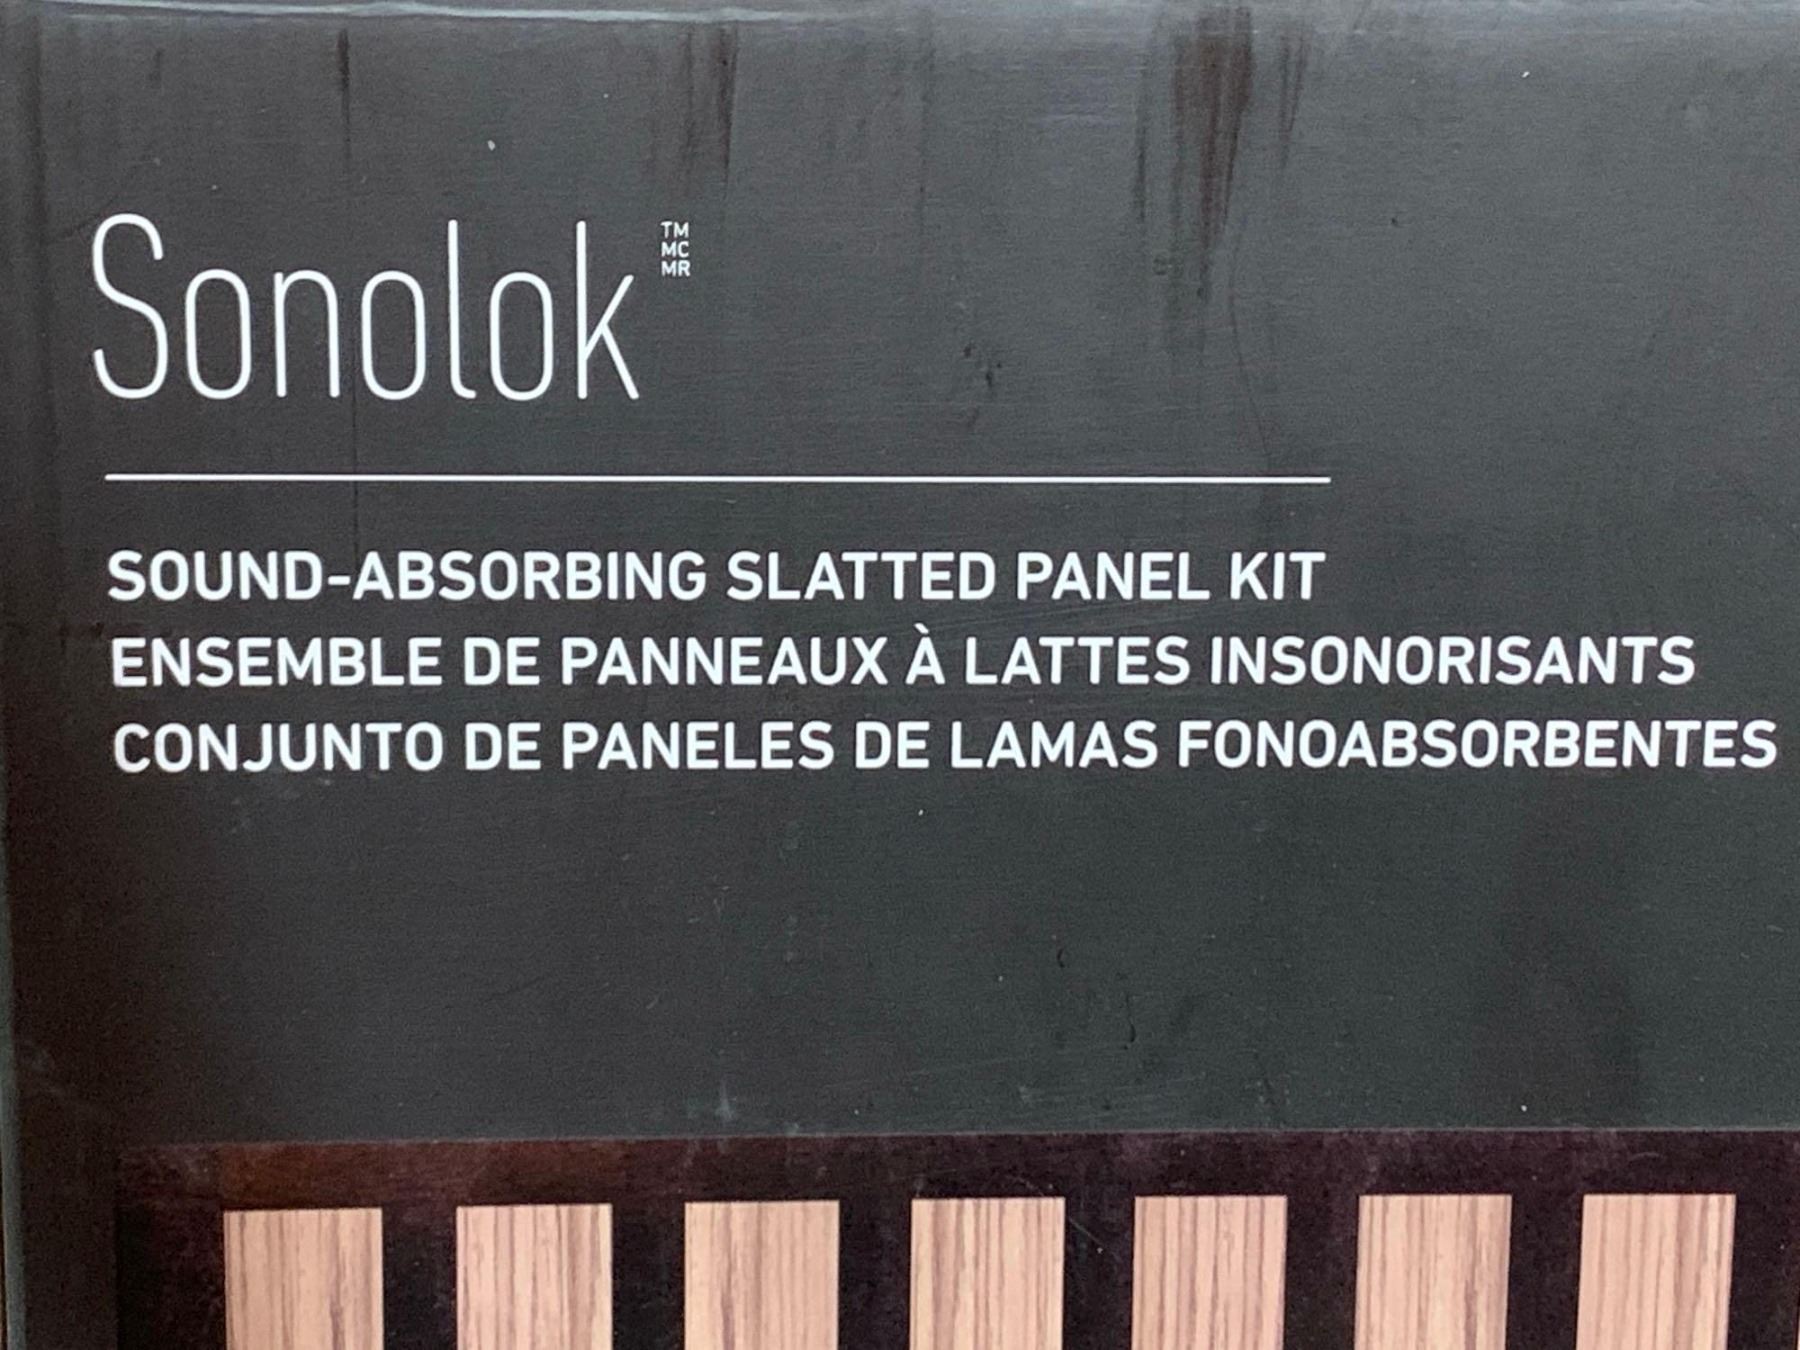 Sonolok
TM
MC
MR
SOUND-ABSORBING SLATTED PANEL KIT
ENSEMBLE DE PANNEAUX À LATTES INSONORISANTS
CONJUNTO DE PANELES DE LAMAS FONOABSORBENTES